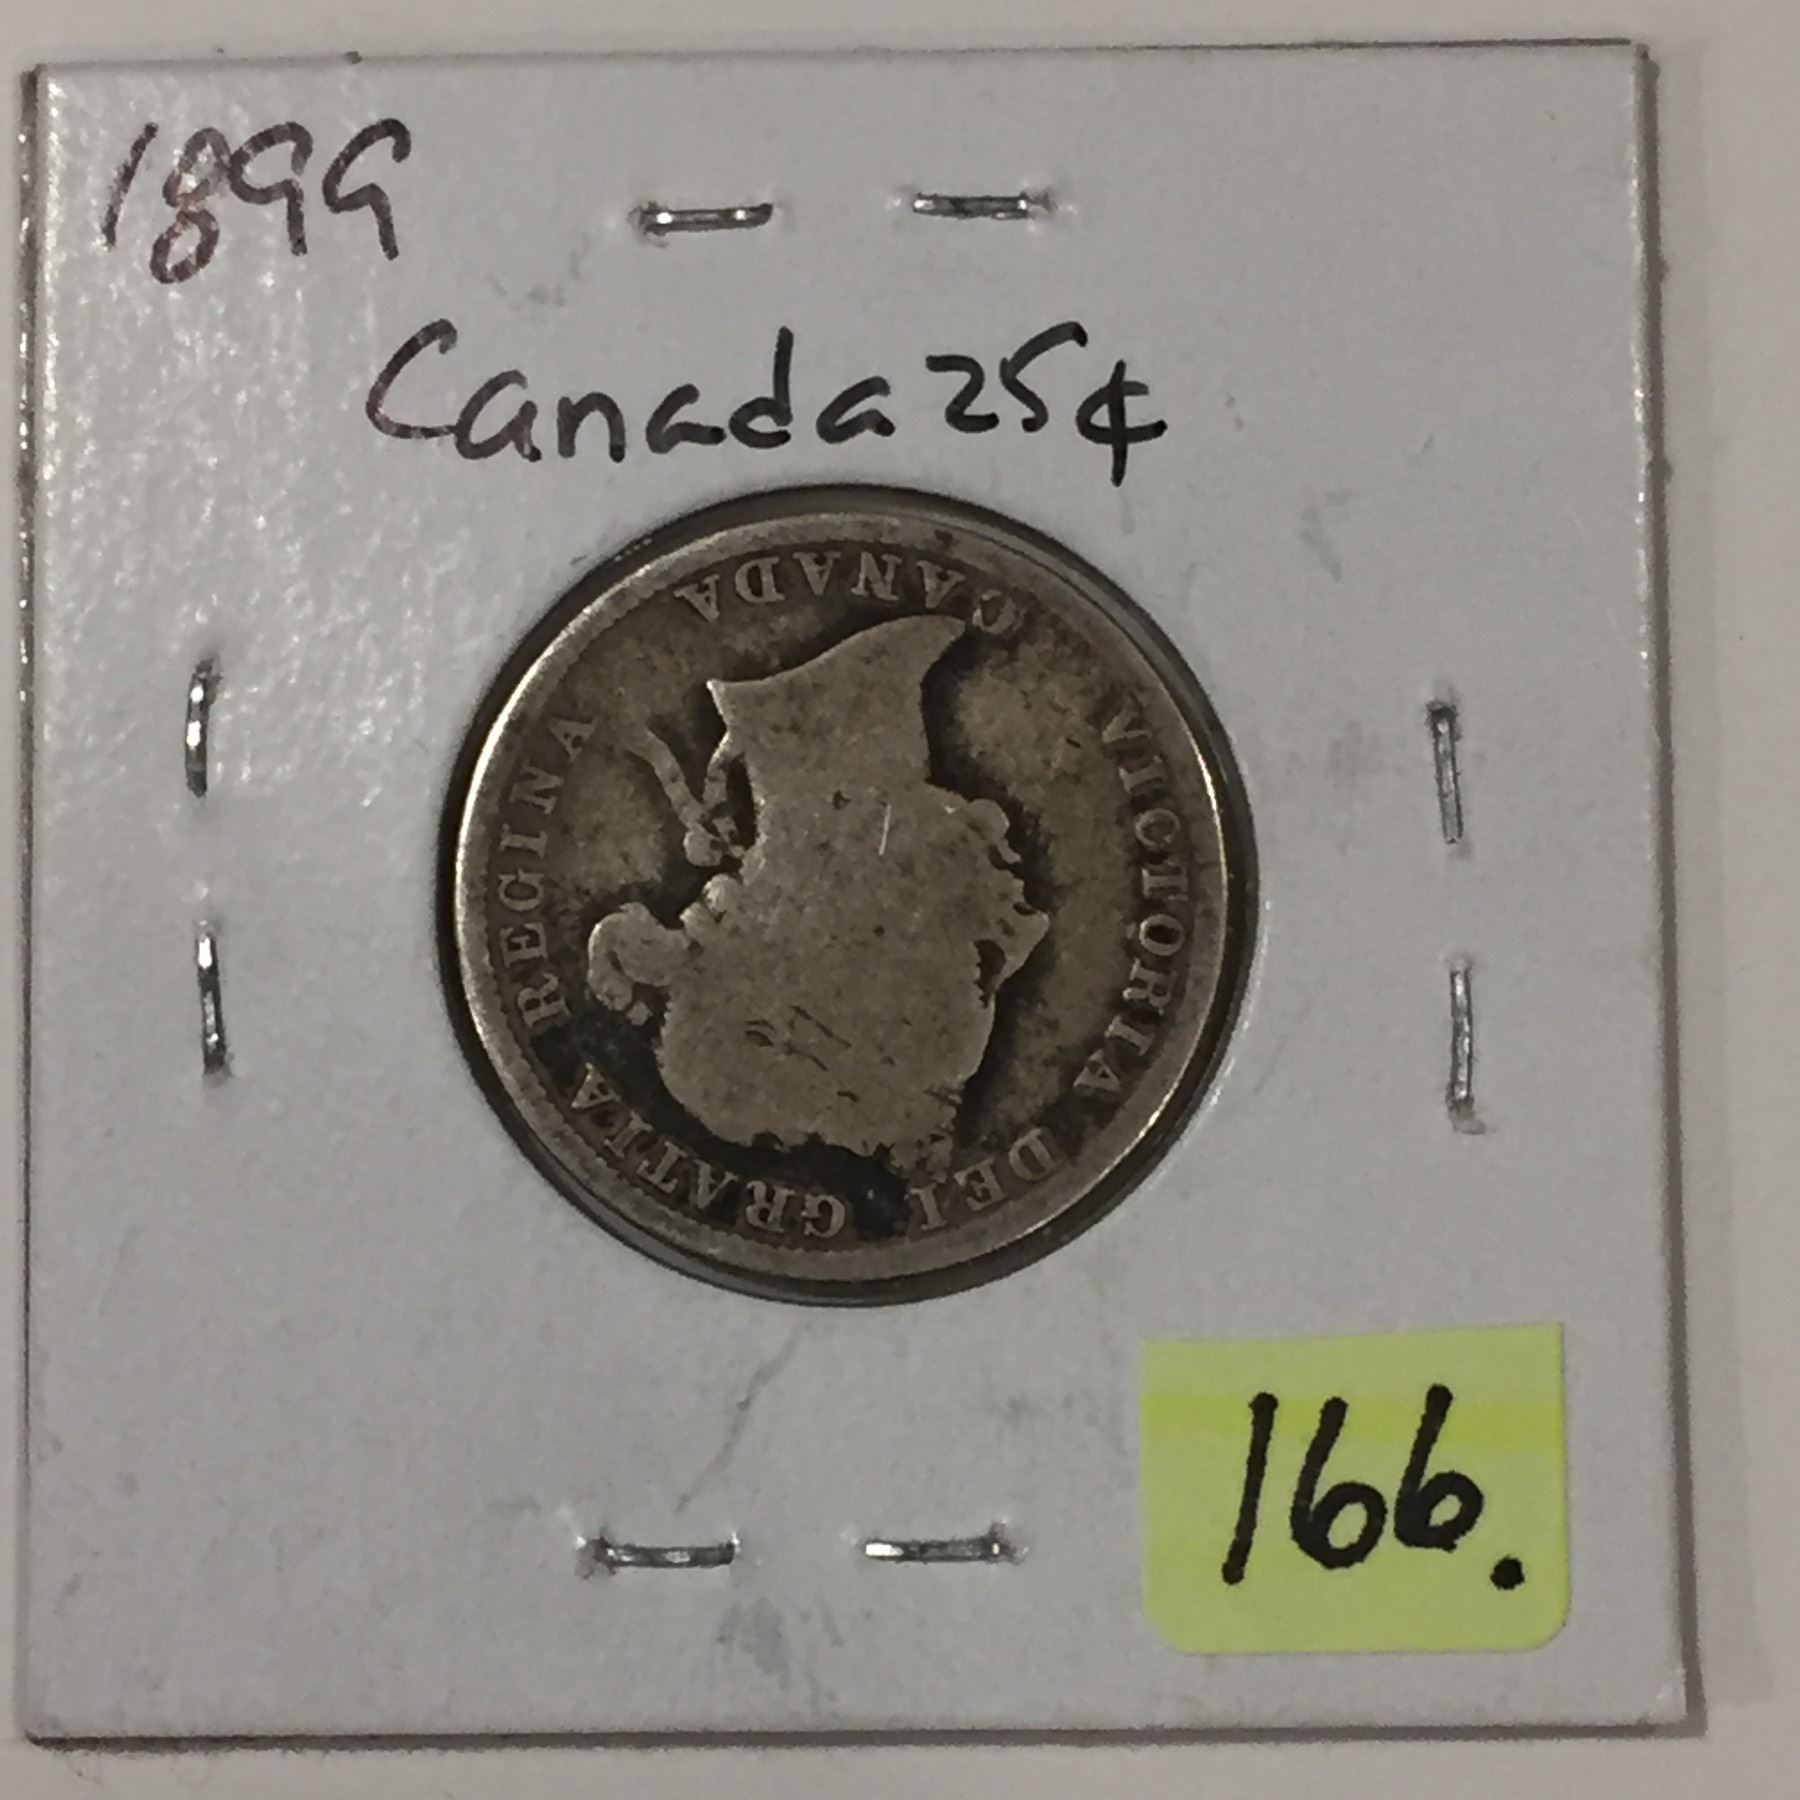 1899
Canada 25¢
VICTORIA DEI GRATIA REGINA
CANADA
166.